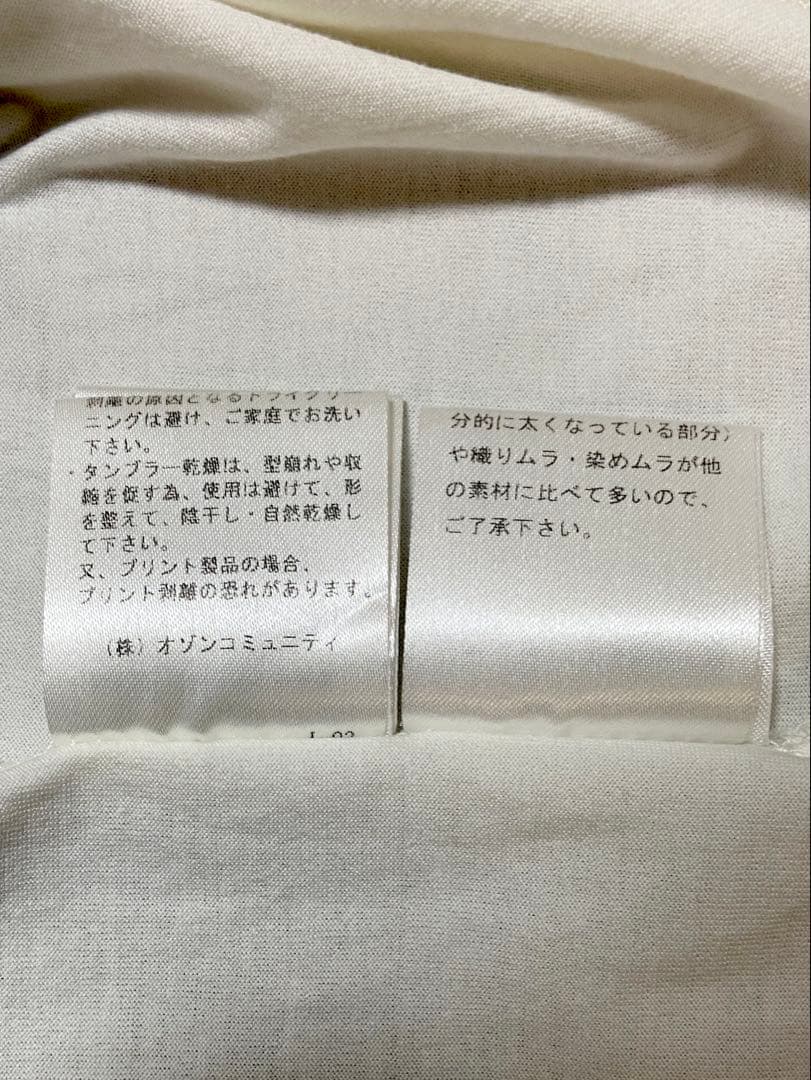 剥離の原因となるドライクリー
ニングは避け、ご家庭でお洗い
下さい。
・タンブラー乾燥は、型崩れや収
縮を促す為、使用は避けて、形
を整えて、陰干し・自然乾燥し
て下さい。
又、プリント製品の場合、
プリント剥離の恐れがあります。
（株）オゾンコミュニティ
分的に太くなっている部分）
や織りムラ・染めムラが他
の素材に比べて多いので、
ご了承下さい。